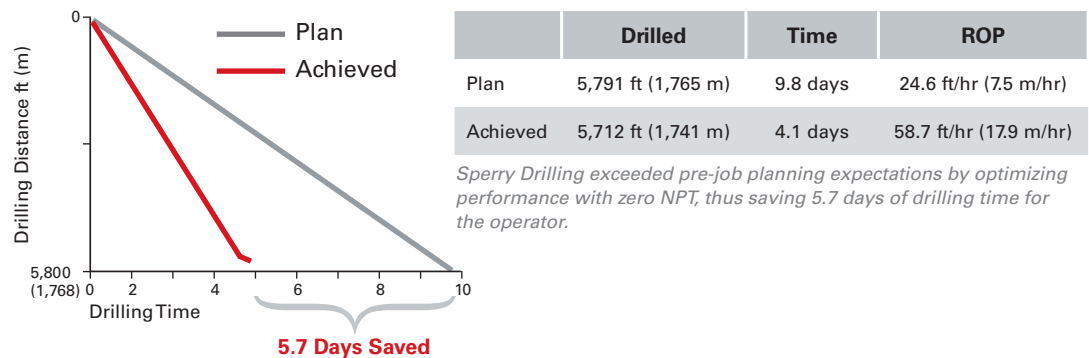 0
Plan
Achieved
Drilling Distance ft (m)
5,800
(1,768)
0 2 4 6 8 10
Drilling Time
5.7 Days Saved
Drilled Time ROP
Plan 5,791 ft (1,765 m) 9.8 days 24.6 ft/hr (7.5 m/hr)
Achieved 5,712 ft (1,741 m) 4.1 days 58.7 ft/hr (17.9 m/hr)
Sperry Drilling exceeded pre-job planning expectations by optimizing
performance with zero NPT, thus saving 5.7 days of drilling time for
the operator.